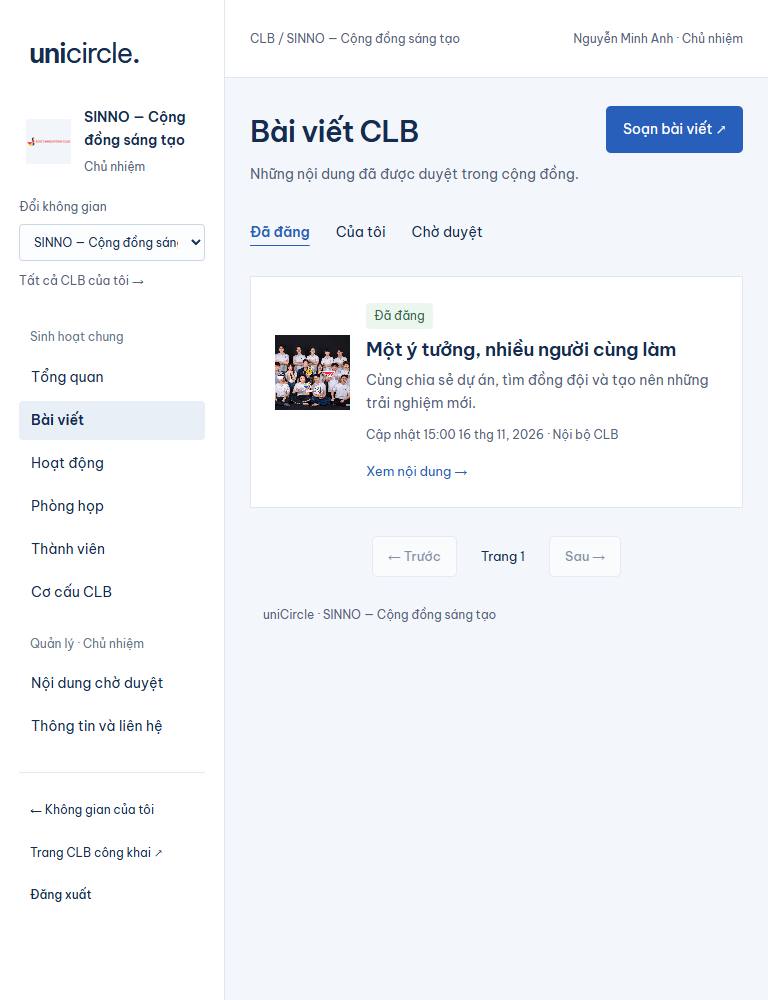 unicircle.
SINNO — Cộng
đồng sáng tạo
Chủ nhiệm
Đổi không gian
SINNO — Cộng đồng sáng
Tất cả CLB của tôi →
Sinh hoạt chung
Tổng quan
Bài viết
Hoạt động
Phòng họp
Thành viên
Cơ cấu CLB
Quản lý · Chủ nhiệm
Nội dung chờ duyệt
Thông tin và liên hệ
← Không gian của tôi
Trang CLB công khai ↗
Đăng xuất
CLB / SINNO — Cộng đồng sáng tạo
Nguyễn Minh Anh · Chủ nhiệm
Bài viết CLB
Soạn bài viết ↗
Những nội dung đã được duyệt trong cộng đồng.
Đã đăng Của tôi Chờ duyệt
Đã đăng
Một ý tưởng, nhiều người cùng làm
Cùng chia sẻ dự án, tìm đồng đội và tạo nên những
trải nghiệm mới.
Cập nhật 15:00 16 thg 11, 2026 · Nội bộ CLB
Xem nội dung →
← Trước Trang 1 Sau →
uniCircle · SINNO — Cộng đồng sáng tạo